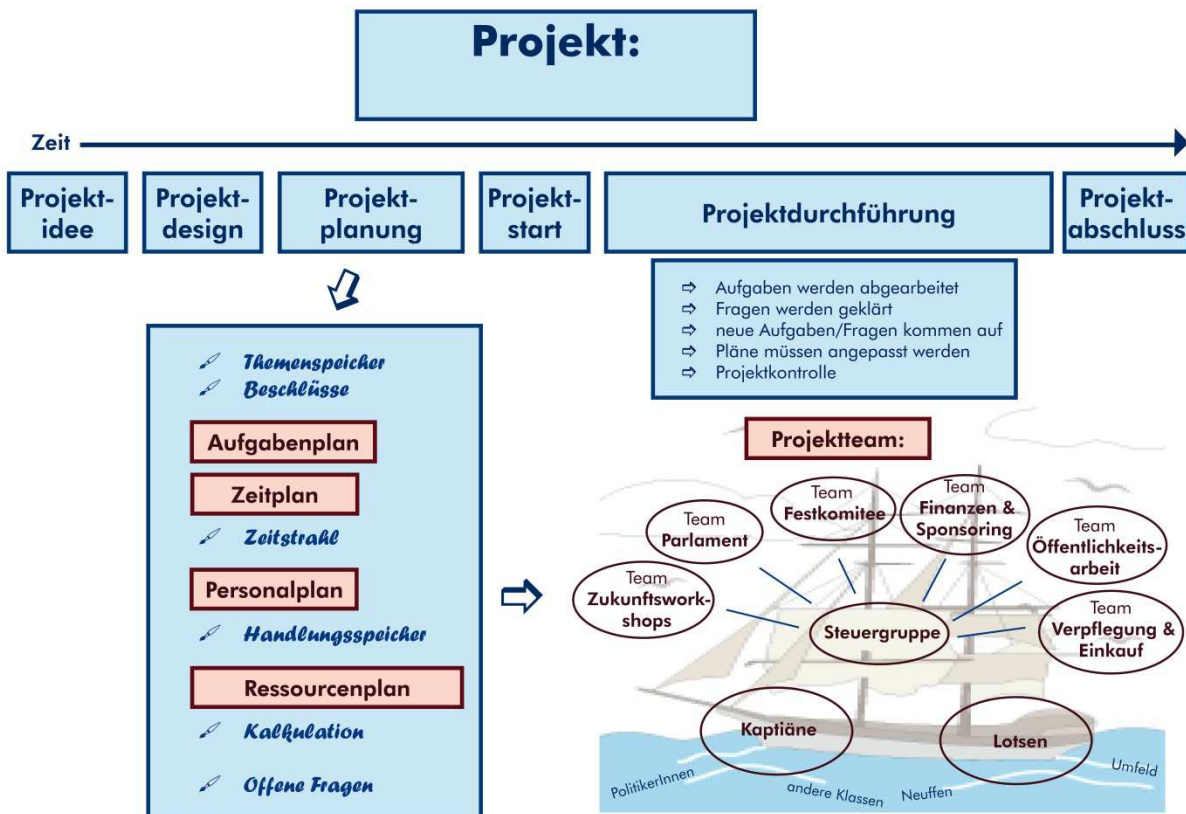 Projekt:
Zeit
Projekt-
idee
Projekt-
design
Projekt-
planung
Projekt-
start
Projektdurchführung
Projekt-
abschluss
Aufgaben werden abgearbeitet
Fragen werden geklärt
neue Aufgaben/Fragen kommen auf
Pläne müssen angepasst werden
Projektkontrolle
Themenspeicher
Beschlüsse
Aufgabenplan
Zeitplan
Zeitstrahl
Personalplan
Handlungsspeicher
Ressourcenplan
Kalkulation
Offene Fragen
Projektteam:
Team
Zukunftswork-
shops
Team
Parlament
Team
Festkomitee
Team
Finanzen &
Sponsoring
Team
Öffentlichkeits-
arbeit
Team
Verpflegung &
Einkauf
Steuergruppe
Kaptiäne
Lotsen
PolitikerInnen
andere Klassen
Neuffen
Umfeld